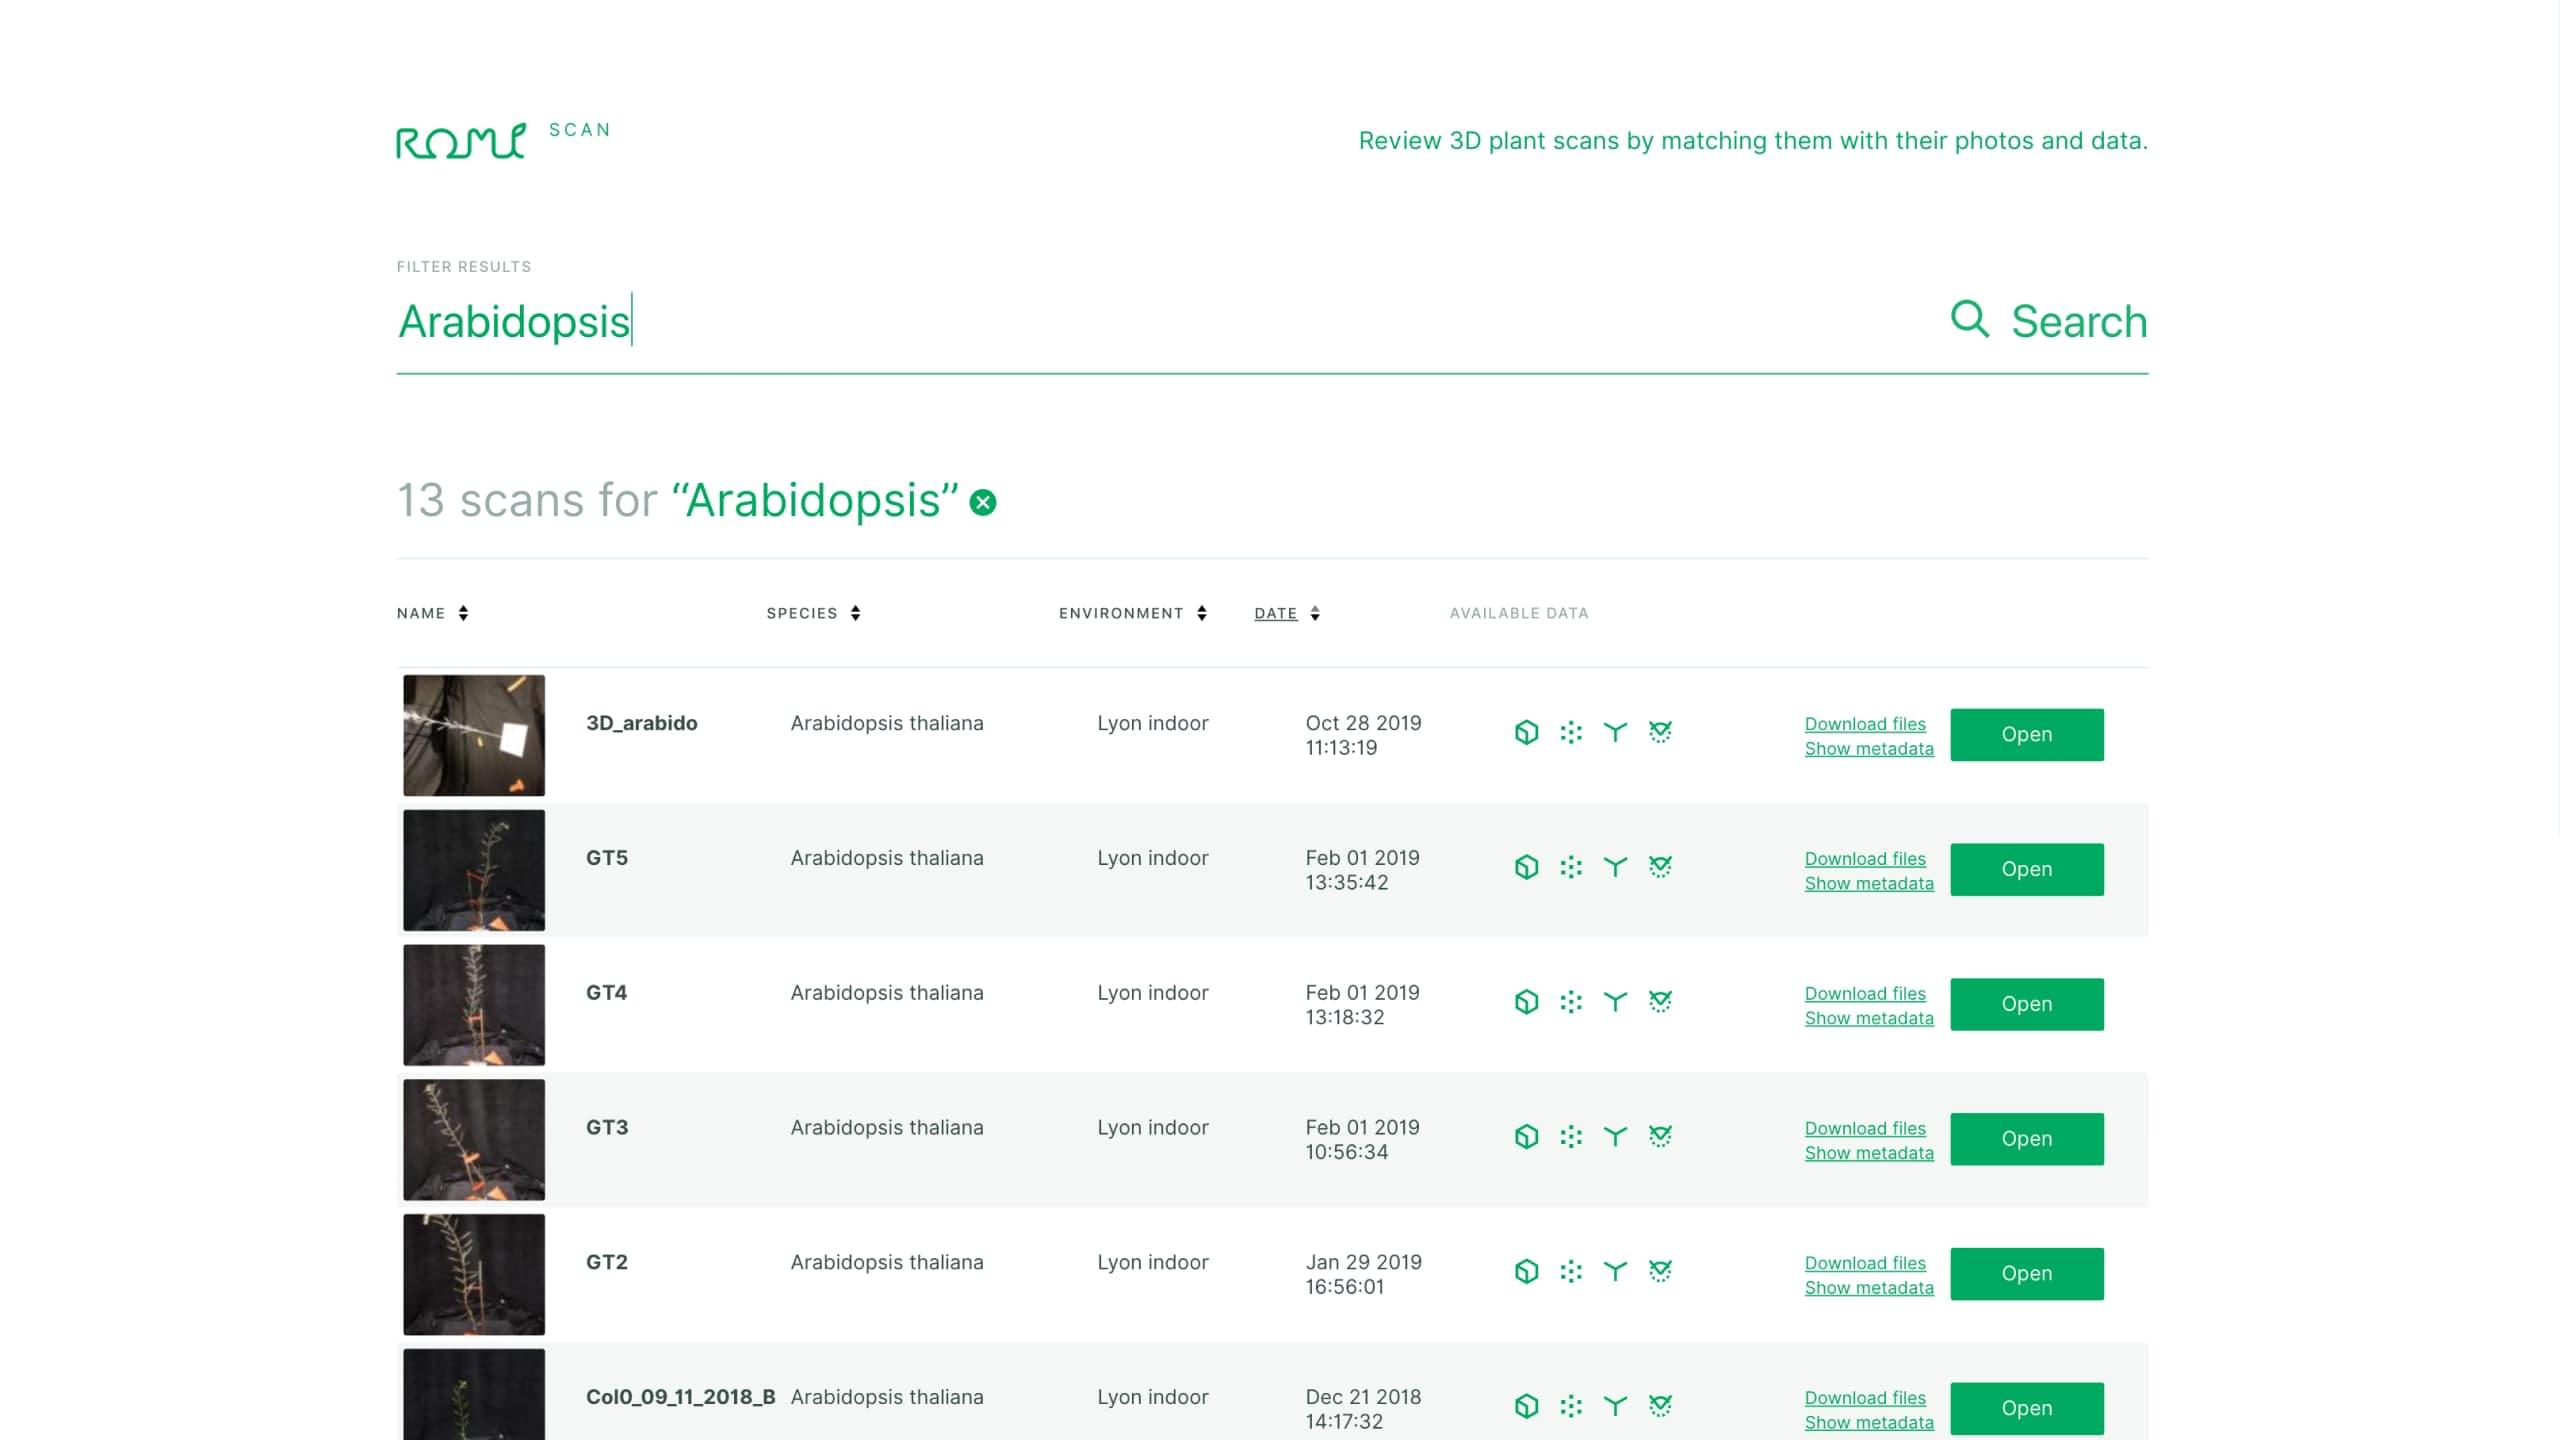 ROMI SCAN
Review 3D plant scans by matching them with their photos and data.
FILTER RESULTS
Arabidopsis
Search
13 scans for “Arabidopsis”
NAME SPECIES ENVIRONMENT DATE AVAILABLE DATA
3D_arabido Arabidopsis thaliana Lyon indoor Oct 28 2019 Download files Open
11:13:19 Show metadata
GT5 Arabidopsis thaliana Lyon indoor Feb 01 2019 Download files Open
13:35:42 Show metadata
GT4 Arabidopsis thaliana Lyon indoor Feb 01 2019 Download files Open
13:18:32 Show metadata
GT3 Arabidopsis thaliana Lyon indoor Feb 01 2019 Download files Open
10:56:34 Show metadata
GT2 Arabidopsis thaliana Lyon indoor Jan 29 2019 Download files Open
16:56:01 Show metadata
Col0_09_11_2018_B Arabidopsis thaliana Lyon indoor Dec 21 2018 Download files Open
14:17:32 Show metadata